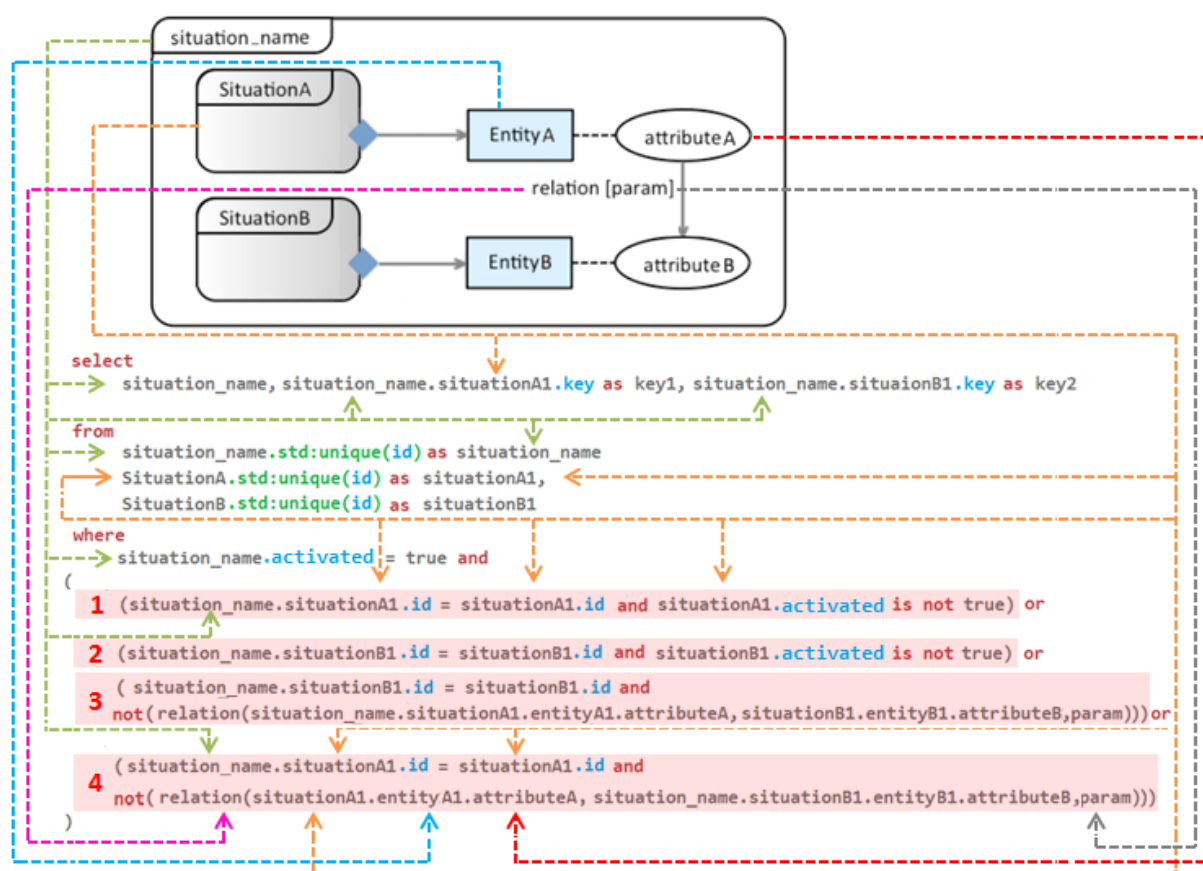 situation_name
SituationA
EntityA
attributeA
relation [param]
SituationB
EntityB
attributeB
select
situation_name, situation_name.situationA1.key as key1, situation_name.situaionB1.key as key2
from
situation_name.std:unique(id) as situation_name
SituationA.std:unique(id) as situationA1,
SituationB.std:unique(id) as situationB1
where
situation_name.activated = true and
(
1 (situation_name.situationA1.id = situationA1.id and situationA1.activated is not true) or
2 (situation_name.situationB1.id = situationB1.id and situationB1.activated is not true) or
3 ( situation_name.situationB1.id = situationB1.id and
not(relation(situation_name.situationA1.entityA1.attributeA,situationB1.entityB1.attributeB,param)))or
4 (situation_name.situationA1.id = situationA1.id and
not(relation(situationA1.entityA1.attributeA, situation_name.situationB1.entityB1.attributeB,param)))
)